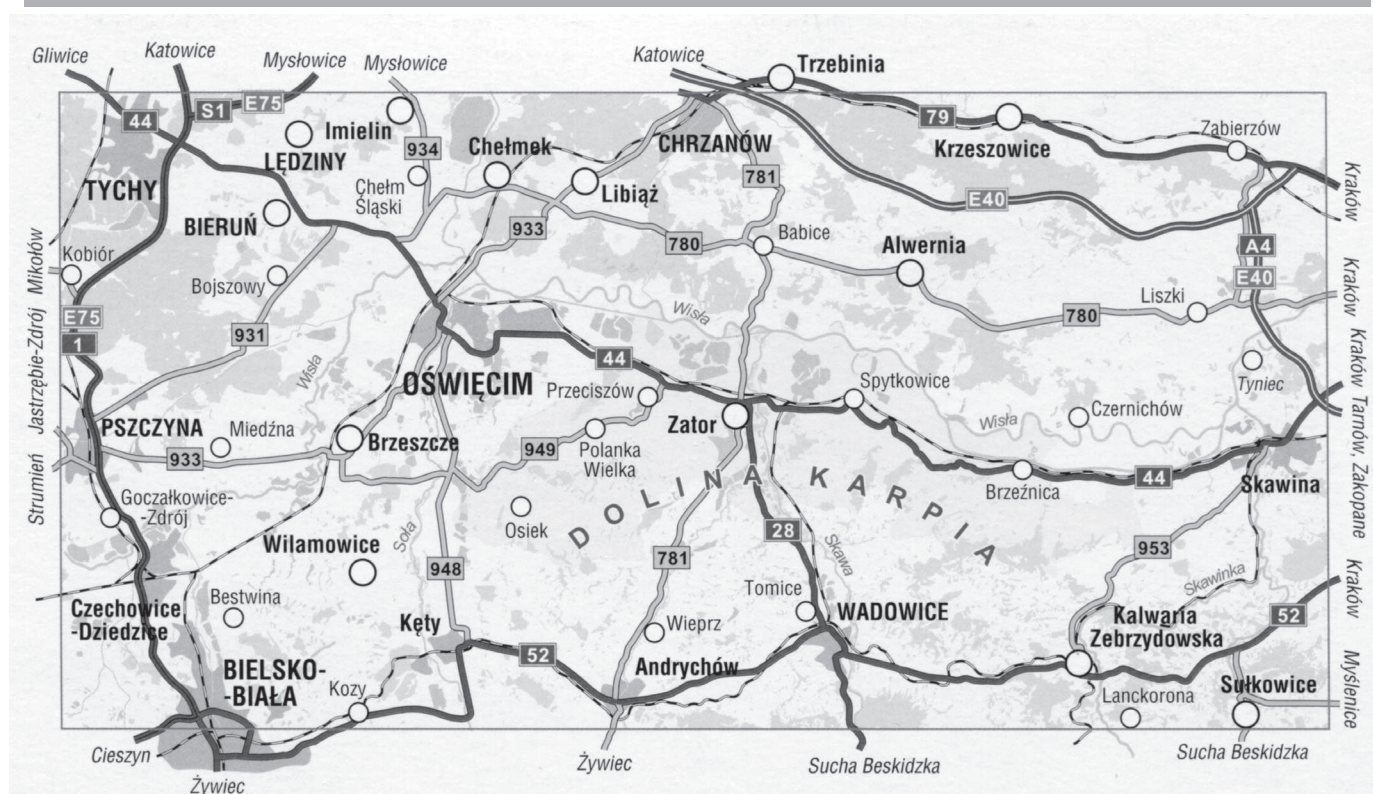 Gliwice
Katowice
Mysłowice
Mysłowice
Katowice
Trzebinia
44
S1
E75
Imielin
LĘDZINY
934
Chełmek
CHRZANÓW
79
Krzeszowice
Zabierzów
TYCHY
Chełm
Śląski
Libiąż
781
Kraków
BIERUŃ
933
780
Babice
Alwernia
E40
A4
E40
Kobiór
Bojszowy
Mikołów
Liszki
Kraków
E75
1
931
Wisła
Wisła
780
Jastrzębie-Zdrój
44
OŚWIĘCIM
Przeciszów
Spytkowice
Tyniec
Kraków
PSZCZYNA
Miedźna
Brzeszcze
949
Polanka
Wielka
Zator
Wisła
Czernichów
Tarnów, Zakopane
933
Strumień
Goczałkowice-
-Zdrój
Osiek
DOLINA KARPIA
Brzeźnica
44
Skawina
Wilamowice
Soła
948
781
28
Skawa
953
Skawinka
Kraków
Czechowice
-Dziedzice
Bestwina
Kęty
Wieprz
Tomice
WADOWICE
Kalwaria
Zebrzydowska
52
BIELSKO-
-BIAŁA
Kozy
52
Andrychów
Lanckorona
Sułkowice
Myślenice
Cieszyn
Żywiec
Żywiec
Sucha Beskidzka
Sucha Beskidzka